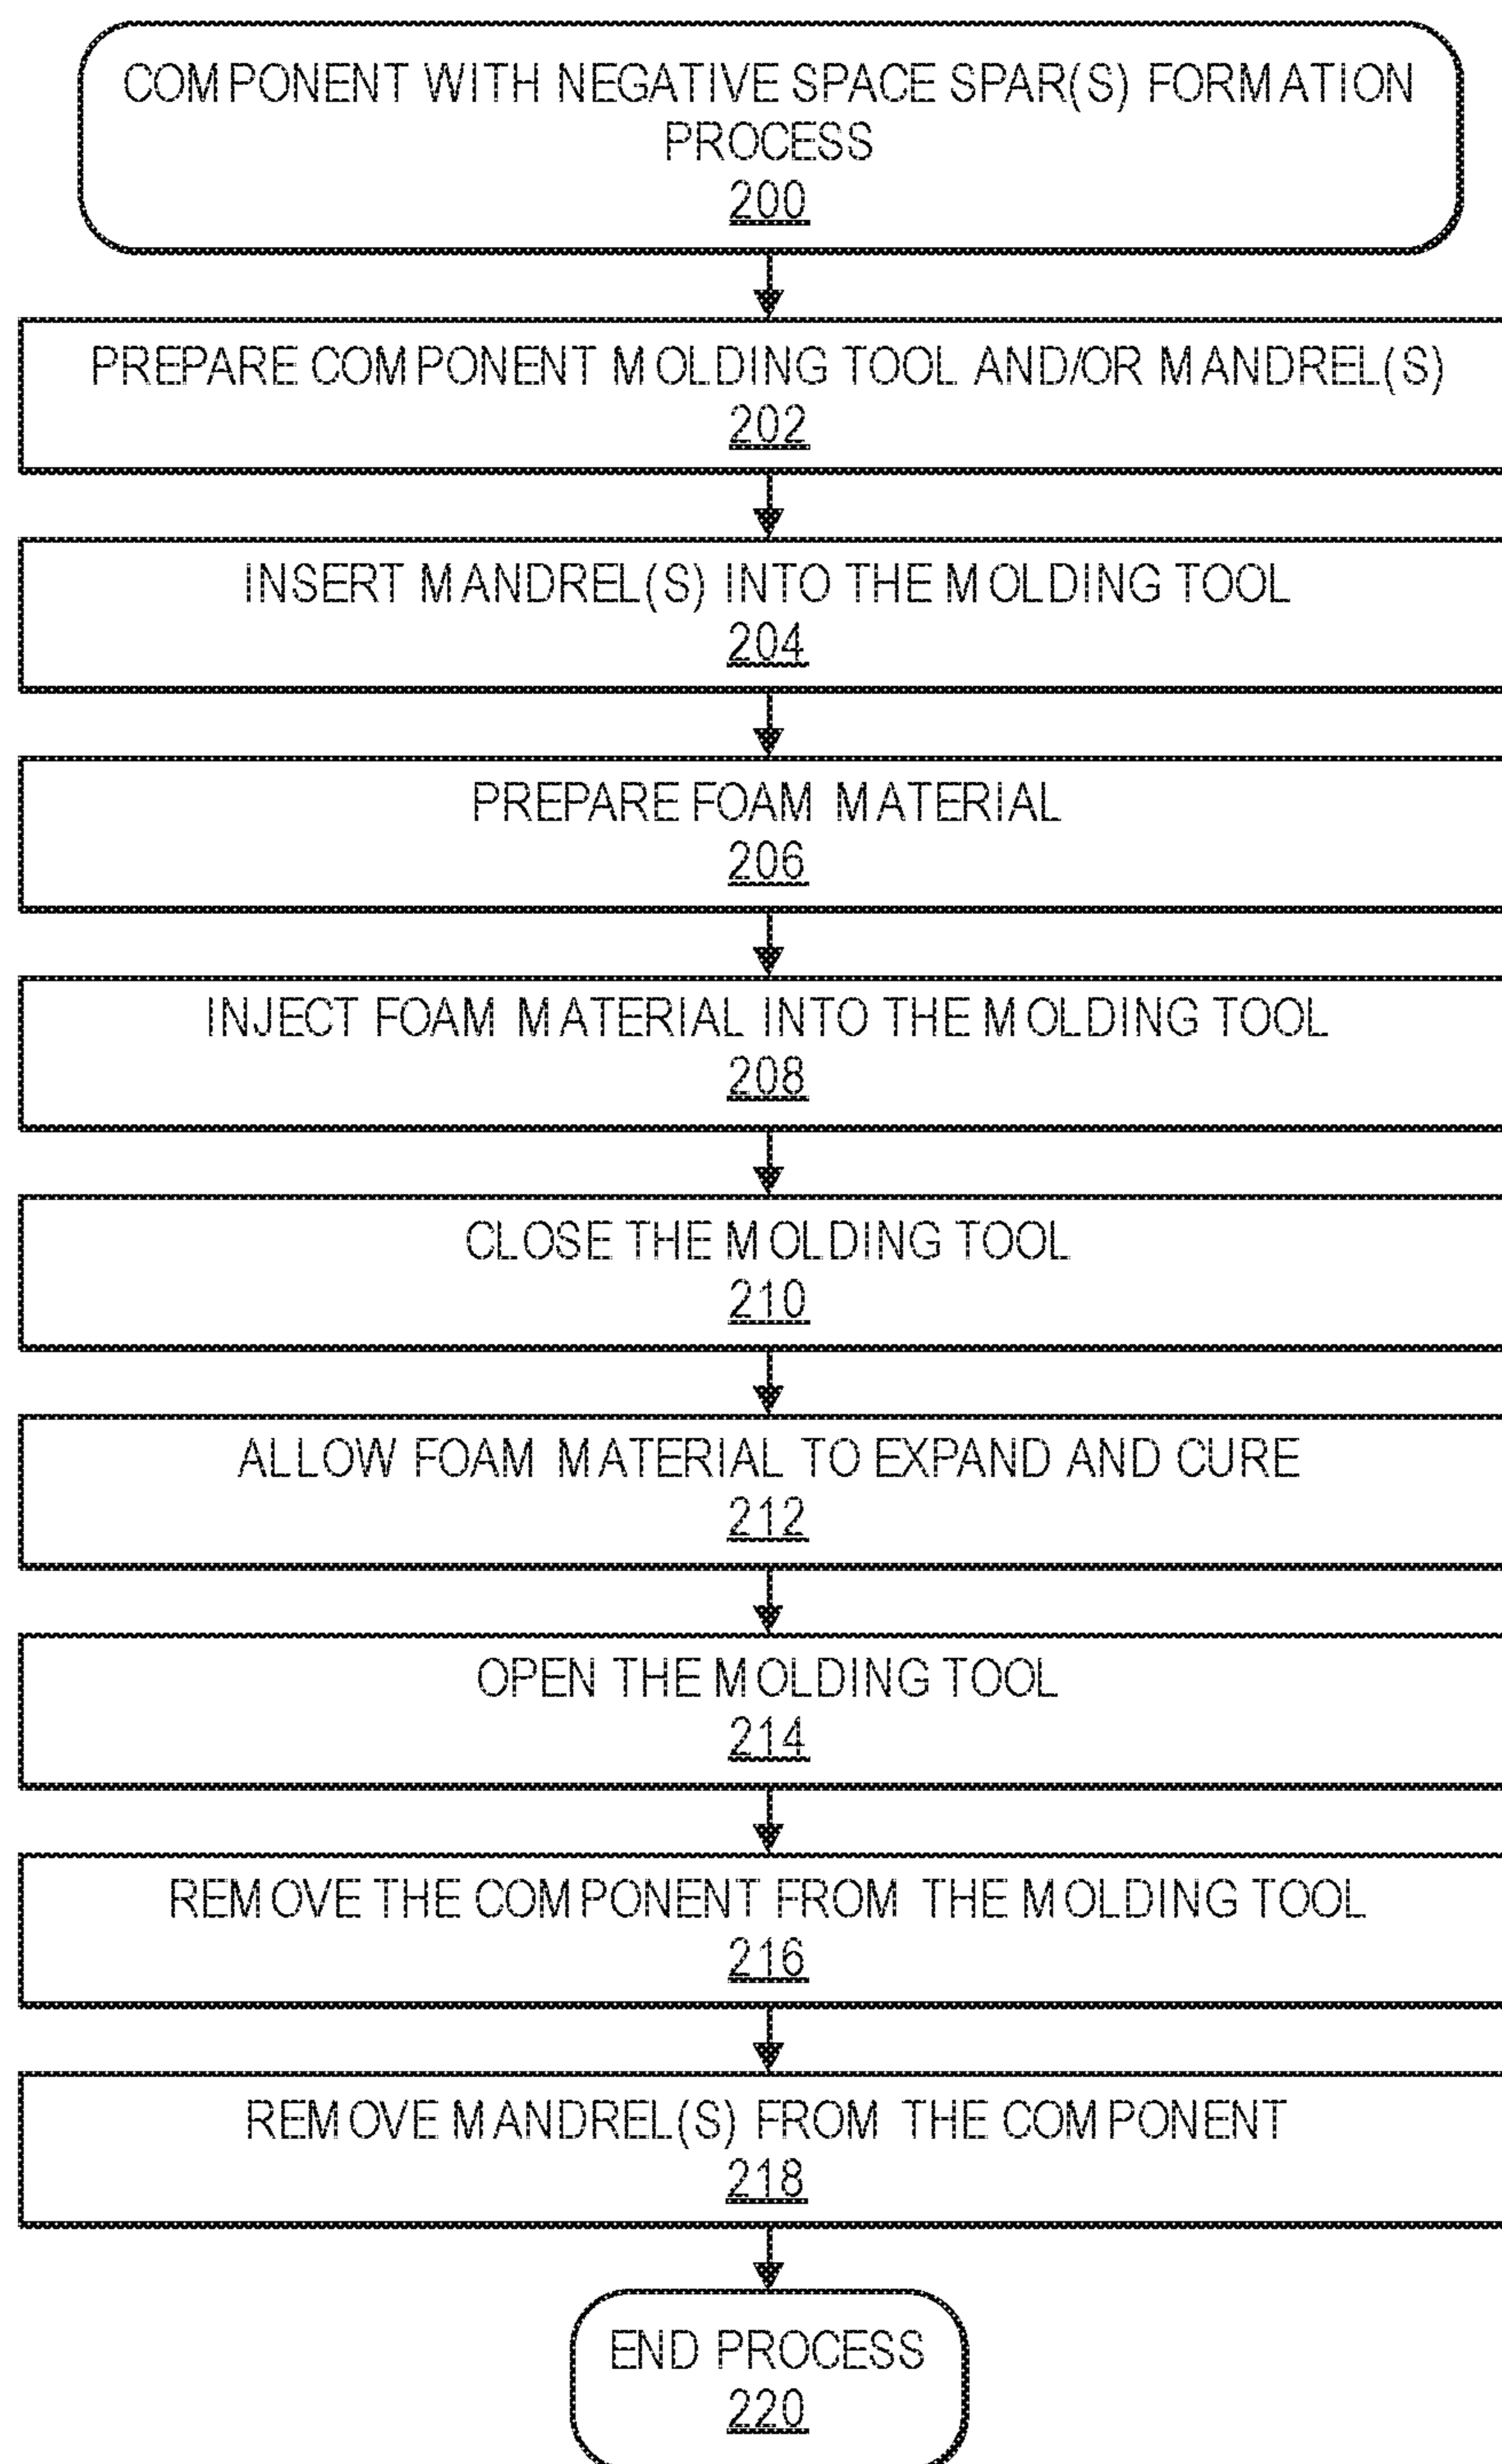 COMPONENT WITH NEGATIVE SPACE SPAR(S) FORMATION
PROCESS
200
PREPARE COMPONENT MOLDING TOOL AND/OR MANDREL(S)
202
INSERT MANDREL(S) INTO THE MOLDING TOOL
204
PREPARE FOAM MATERIAL
206
INJECT FOAM MATERIAL INTO THE MOLDING TOOL
208
CLOSE THE MOLDING TOOL
210
ALLOW FOAM MATERIAL TO EXPAND AND CURE
212
OPEN THE MOLDING TOOL
214
REMOVE THE COMPONENT FROM THE MOLDING TOOL
216
REMOVE MANDREL(S) FROM THE COMPONENT
218
END PROCESS
220